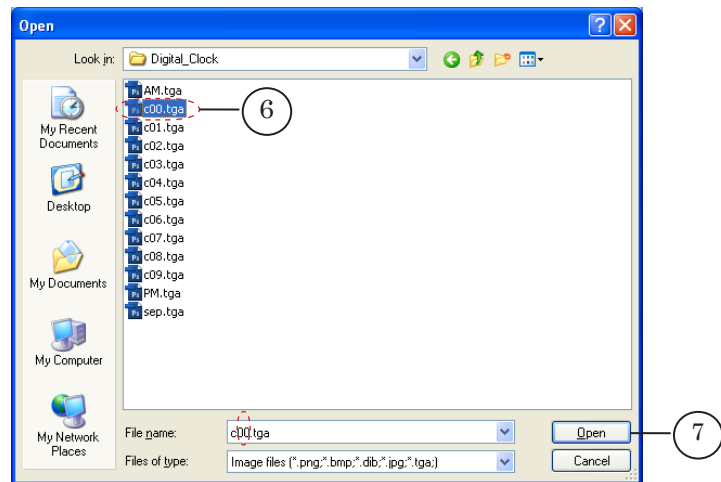 Open
Look in: Digital_Clock
My Recent
Documents
Desktop
My Documents
My Computer
My Network
Places
AM.tga
c00.tga
c01.tga
c02.tga
c03.tga
c04.tga
c05.tga
c06.tga
c07.tga
c08.tga
c09.tga
PM.tga
sep.tga
6
File name: c00.tga Open
7
Files of type: Image files (*.png;*.bmp;*.dib;*.jpg;*.tga;) Cancel